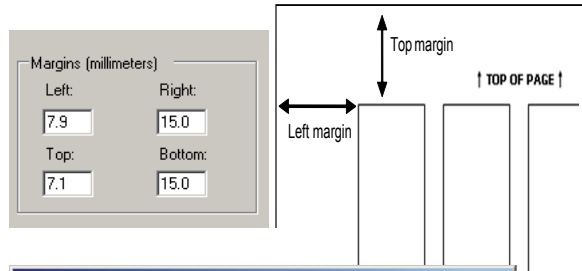 Margins (millimeters)
Left: Right:
7.9 15.0
Top: Bottom:
7.1 15.0
Top margin
↑ TOP OF PAGE ↑
Left margin